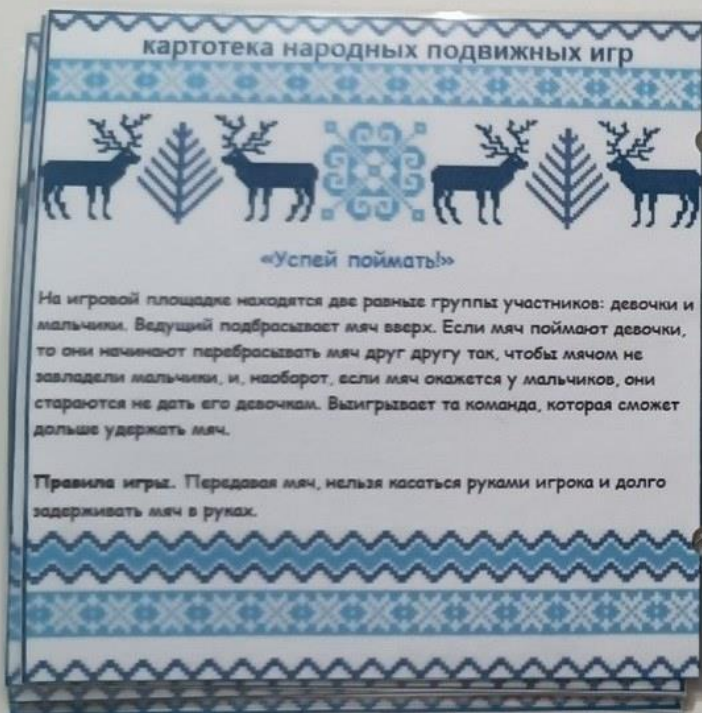 картотека народных подвижных игр
«Успей поймать!»
На игровой площадке находятся две равные группы участников: девочки и
мальчики. Ведущий подбрасывает мяч вверх. Если мяч поймают девочки,
то они начинают перебрасывать мяч друг другу так, чтобы мячом не
завладели мальчики, и, наоборот, если мяч окажется у мальчиков, они
стараются не дать его девочкам. Выигрывает та команда, которая сможет
дольше удержать мяч.
Правила игры. Передавая мяч, нельзя касаться руками игрока и долго
задерживать мяч в руках.